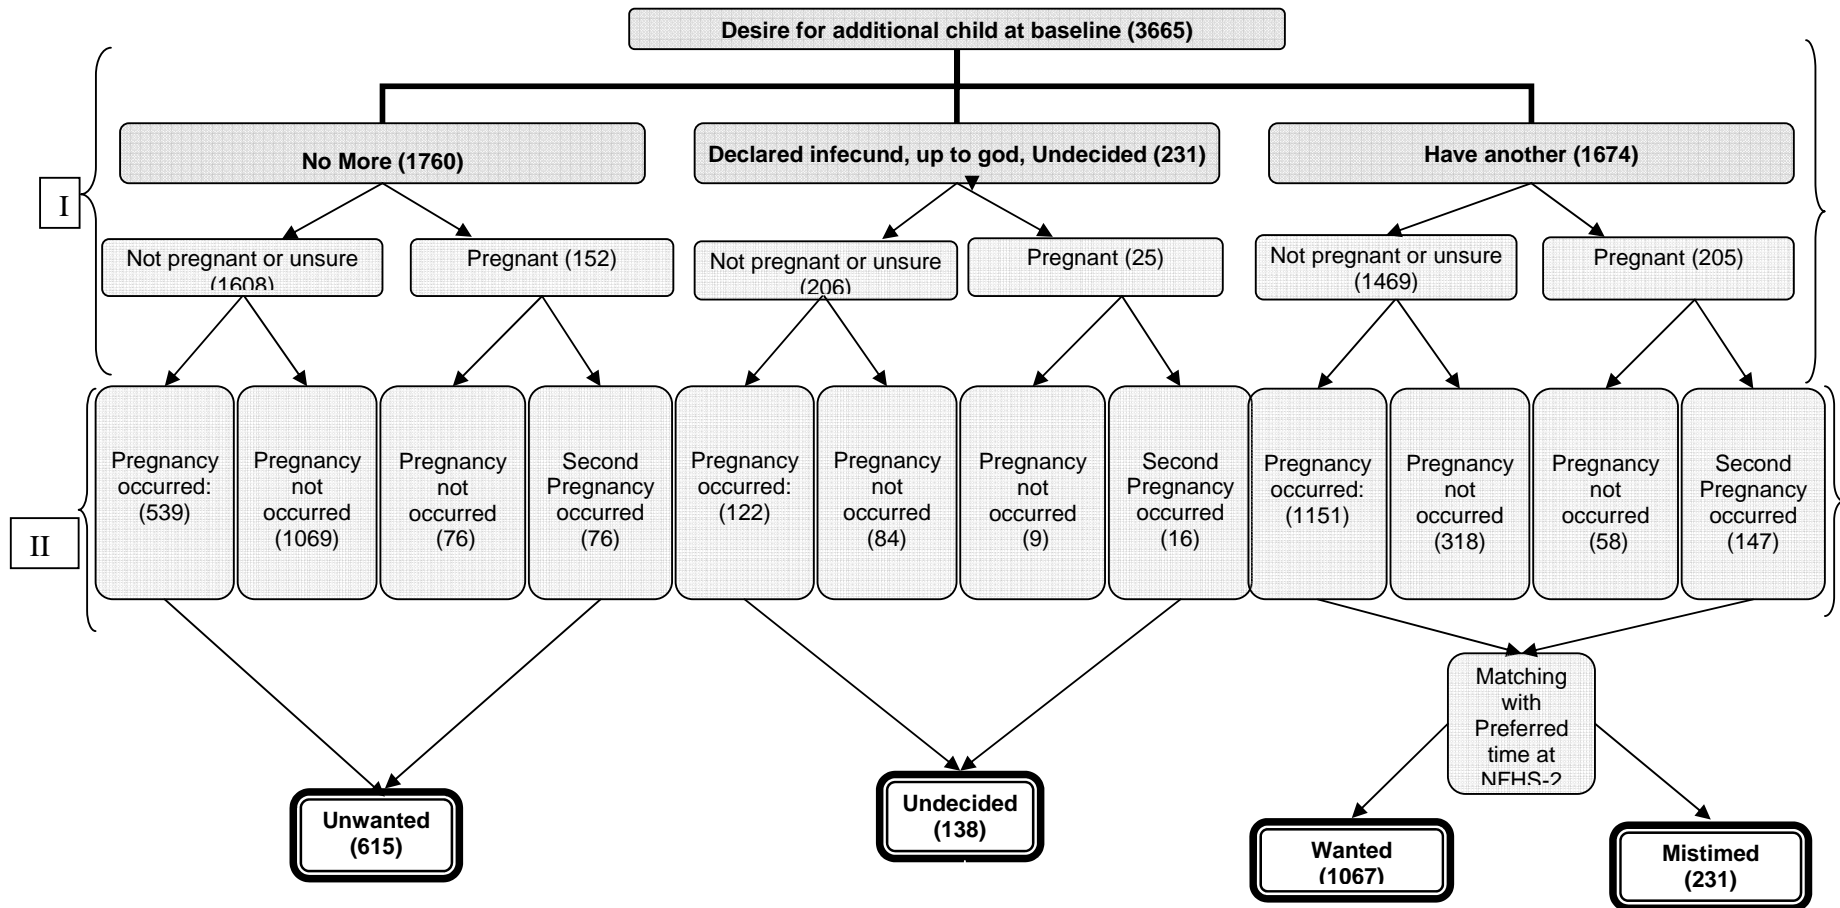 Desire for additional child at baseline (3665)
No More (1760)
Declared infecund, up to god, Undecided (231)
Have another (1674)
I
Not pregnant or unsure
(1608)
Pregnant (152)
Not pregnant or unsure
(206)
Pregnant (25)
Not pregnant or unsure
(1469)
Pregnant (205)
II
Pregnancy
occurred:
(539)
Pregnancy
not
occurred
(1069)
Pregnancy
not
occurred
(76)
Second
Pregnancy
occurred
(76)
Pregnancy
occurred:
(122)
Pregnancy
not
occurred
(84)
Pregnancy
not
occurred
(9)
Second
Pregnancy
occurred
(16)
Pregnancy
occurred:
(1151)
Pregnancy
not
occurred
(318)
Pregnancy
not
occurred
(58)
Second
Pregnancy
occurred
(147)
Matching
with
Preferred
time at
NFHS-2
Unwanted
(615)
Undecided
(138)
Wanted
(1067)
Mistimed
(231)